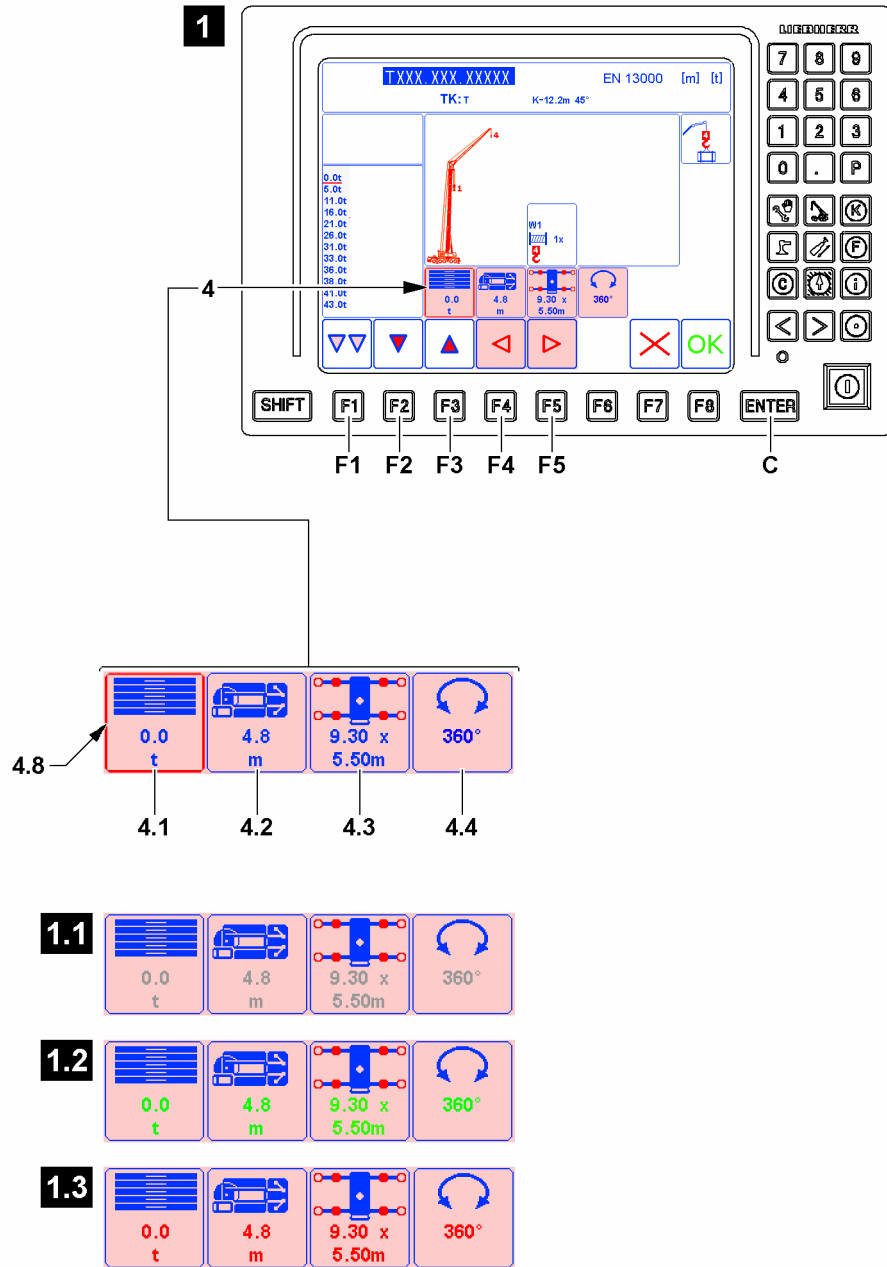 1
LIEBHERR
TXXX.XXX.XXXXX EN 13000 [m] [t]
TK: T K-12.2m 45°
7 8 9
4 5 6
1 2 3
0 . P
K
F
C i
4
1
4
0.0t
5.0t
11.0t
16.0t
21.0t
26.0t
31.0t
33.0t
36.0t
38.0t
41.0t
43.0t
W1
1x
4
4
0.0
t
4.8
m
9.30 x
5.50m
360°
OK
SHIFT F1 F2 F3 F4 F5 F6 F7 F8 ENTER
F1 F2 F3 F4 F5 C
0.0
t
4.8
m
9.30 x
5.50m
360°
4.8
4.1 4.2 4.3 4.4
1.1
0.0
t
4.8
m
9.30 x
5.50m
360°
1.2
0.0
t
4.8
m
9.30 x
5.50m
360°
1.3
0.0
t
4.8
m
9.30 x
5.50m
360°